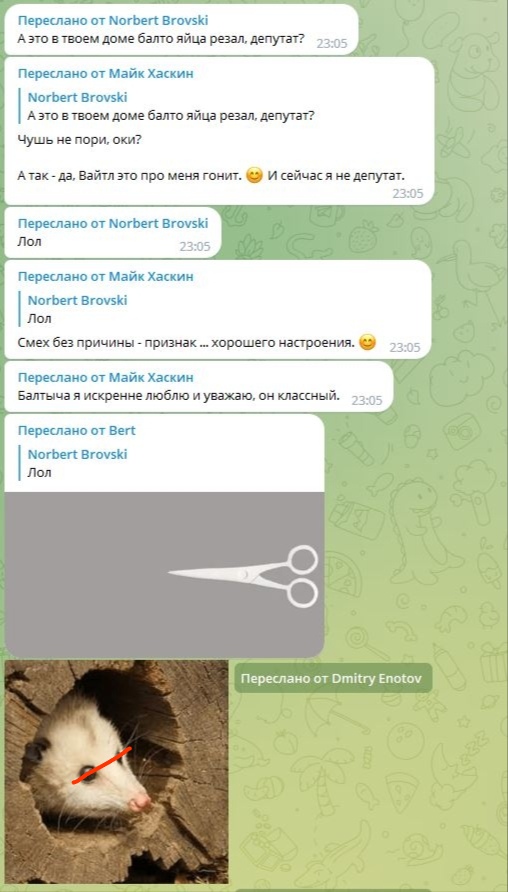 Переслано от Norbert Brovski
А это в твоем доме балто яйца резал, депутат?
23:05
Переслано от Майк Хаскин
Norbert Brovski
А это в твоем доме балто яйца резал, депутат?
Чушь не пори, оки?
А так - да, Вайтл это про меня гонит. 😊 И сейчас я не депутат.
23:05
Переслано от Norbert Brovski
Лол
23:05
Переслано от Майк Хаскин
Norbert Brovski
Лол
Смех без причины - признак ... хорошего настроения. 😊
23:05
Переслано от Майк Хаскин
Балтыча я искренне люблю и уважаю, он классный.
23:05
Переслано от Bert
Norbert Brovski
Лол
Переслано от Dmitry Enotov